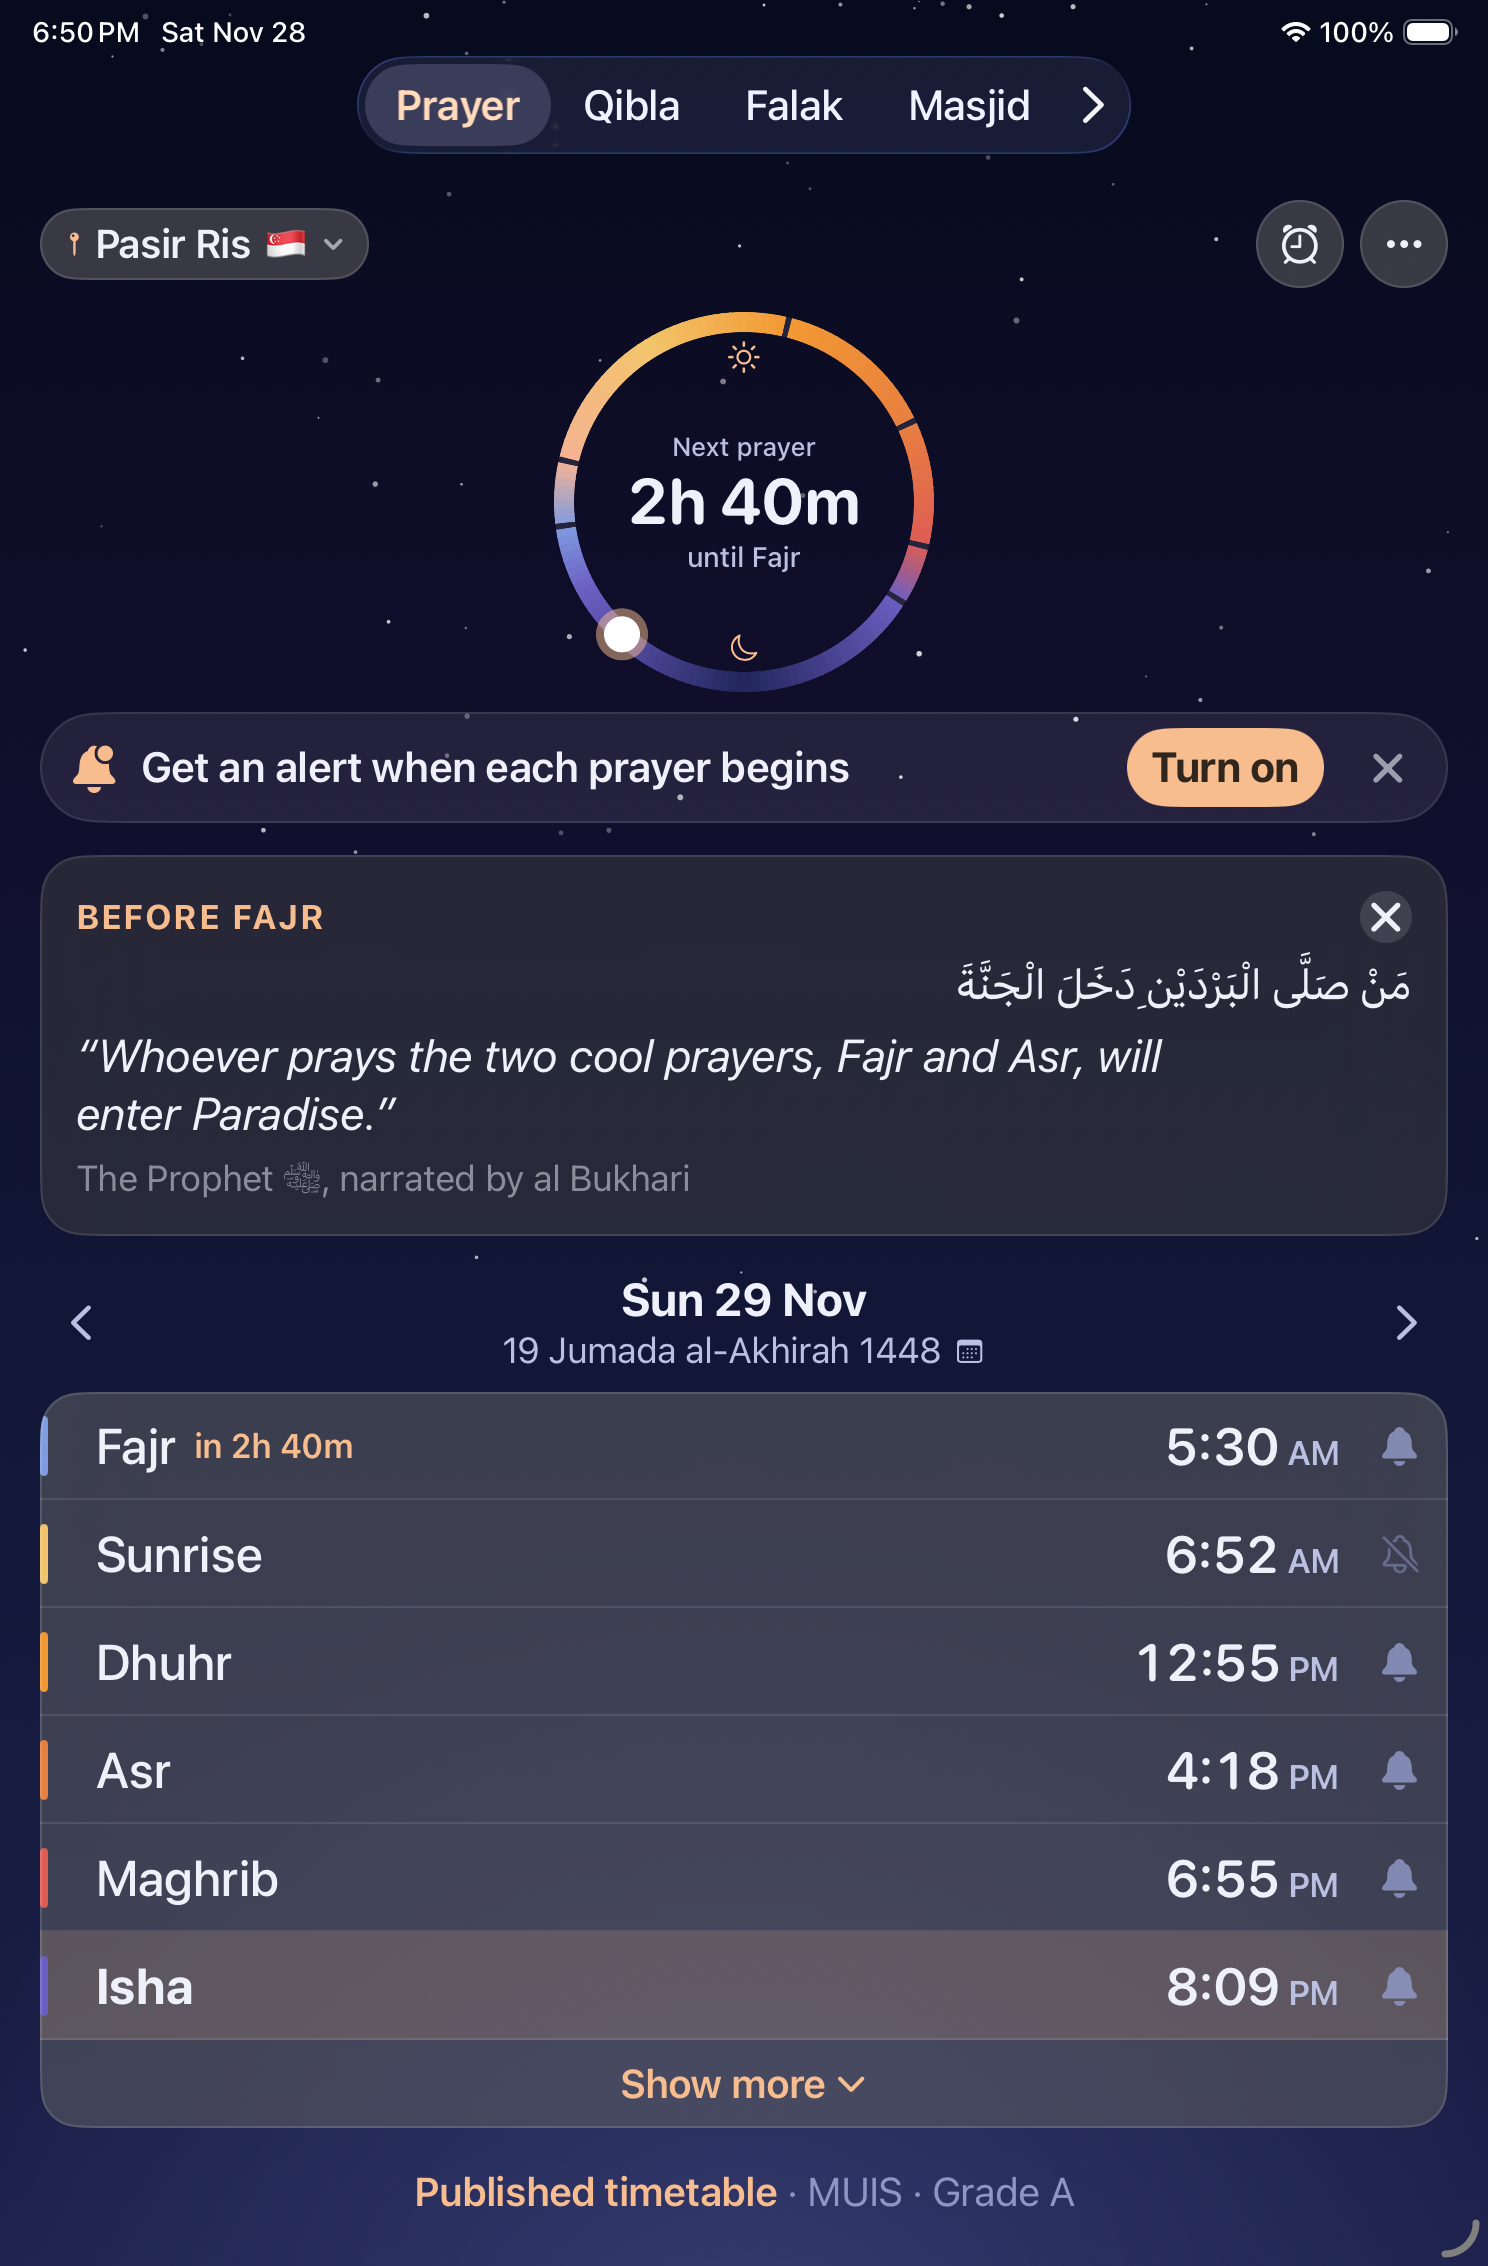 6:50 PM Sat Nov 28 100%
Prayer Qibla Falak Masjid
Pasir Ris 🇸🇬
Next prayer
2h 40m
until Fajr
Get an alert when each prayer begins Turn on
BEFORE FAJR
مَنْ صَلَّى الْبَرْدَيْنِ دَخَلَ الْجَنَّةَ
“Whoever prays the two cool prayers, Fajr and Asr, will
enter Paradise.”
The Prophet ﷺ, narrated by al Bukhari
Sun 29 Nov
19 Jumada al-Akhirah 1448
Fajr in 2h 40m 5:30 AM
Sunrise 6:52 AM
Dhuhr 12:55 PM
Asr 4:18 PM
Maghrib 6:55 PM
Isha 8:09 PM
Show more
Published timetable · MUIS · Grade A